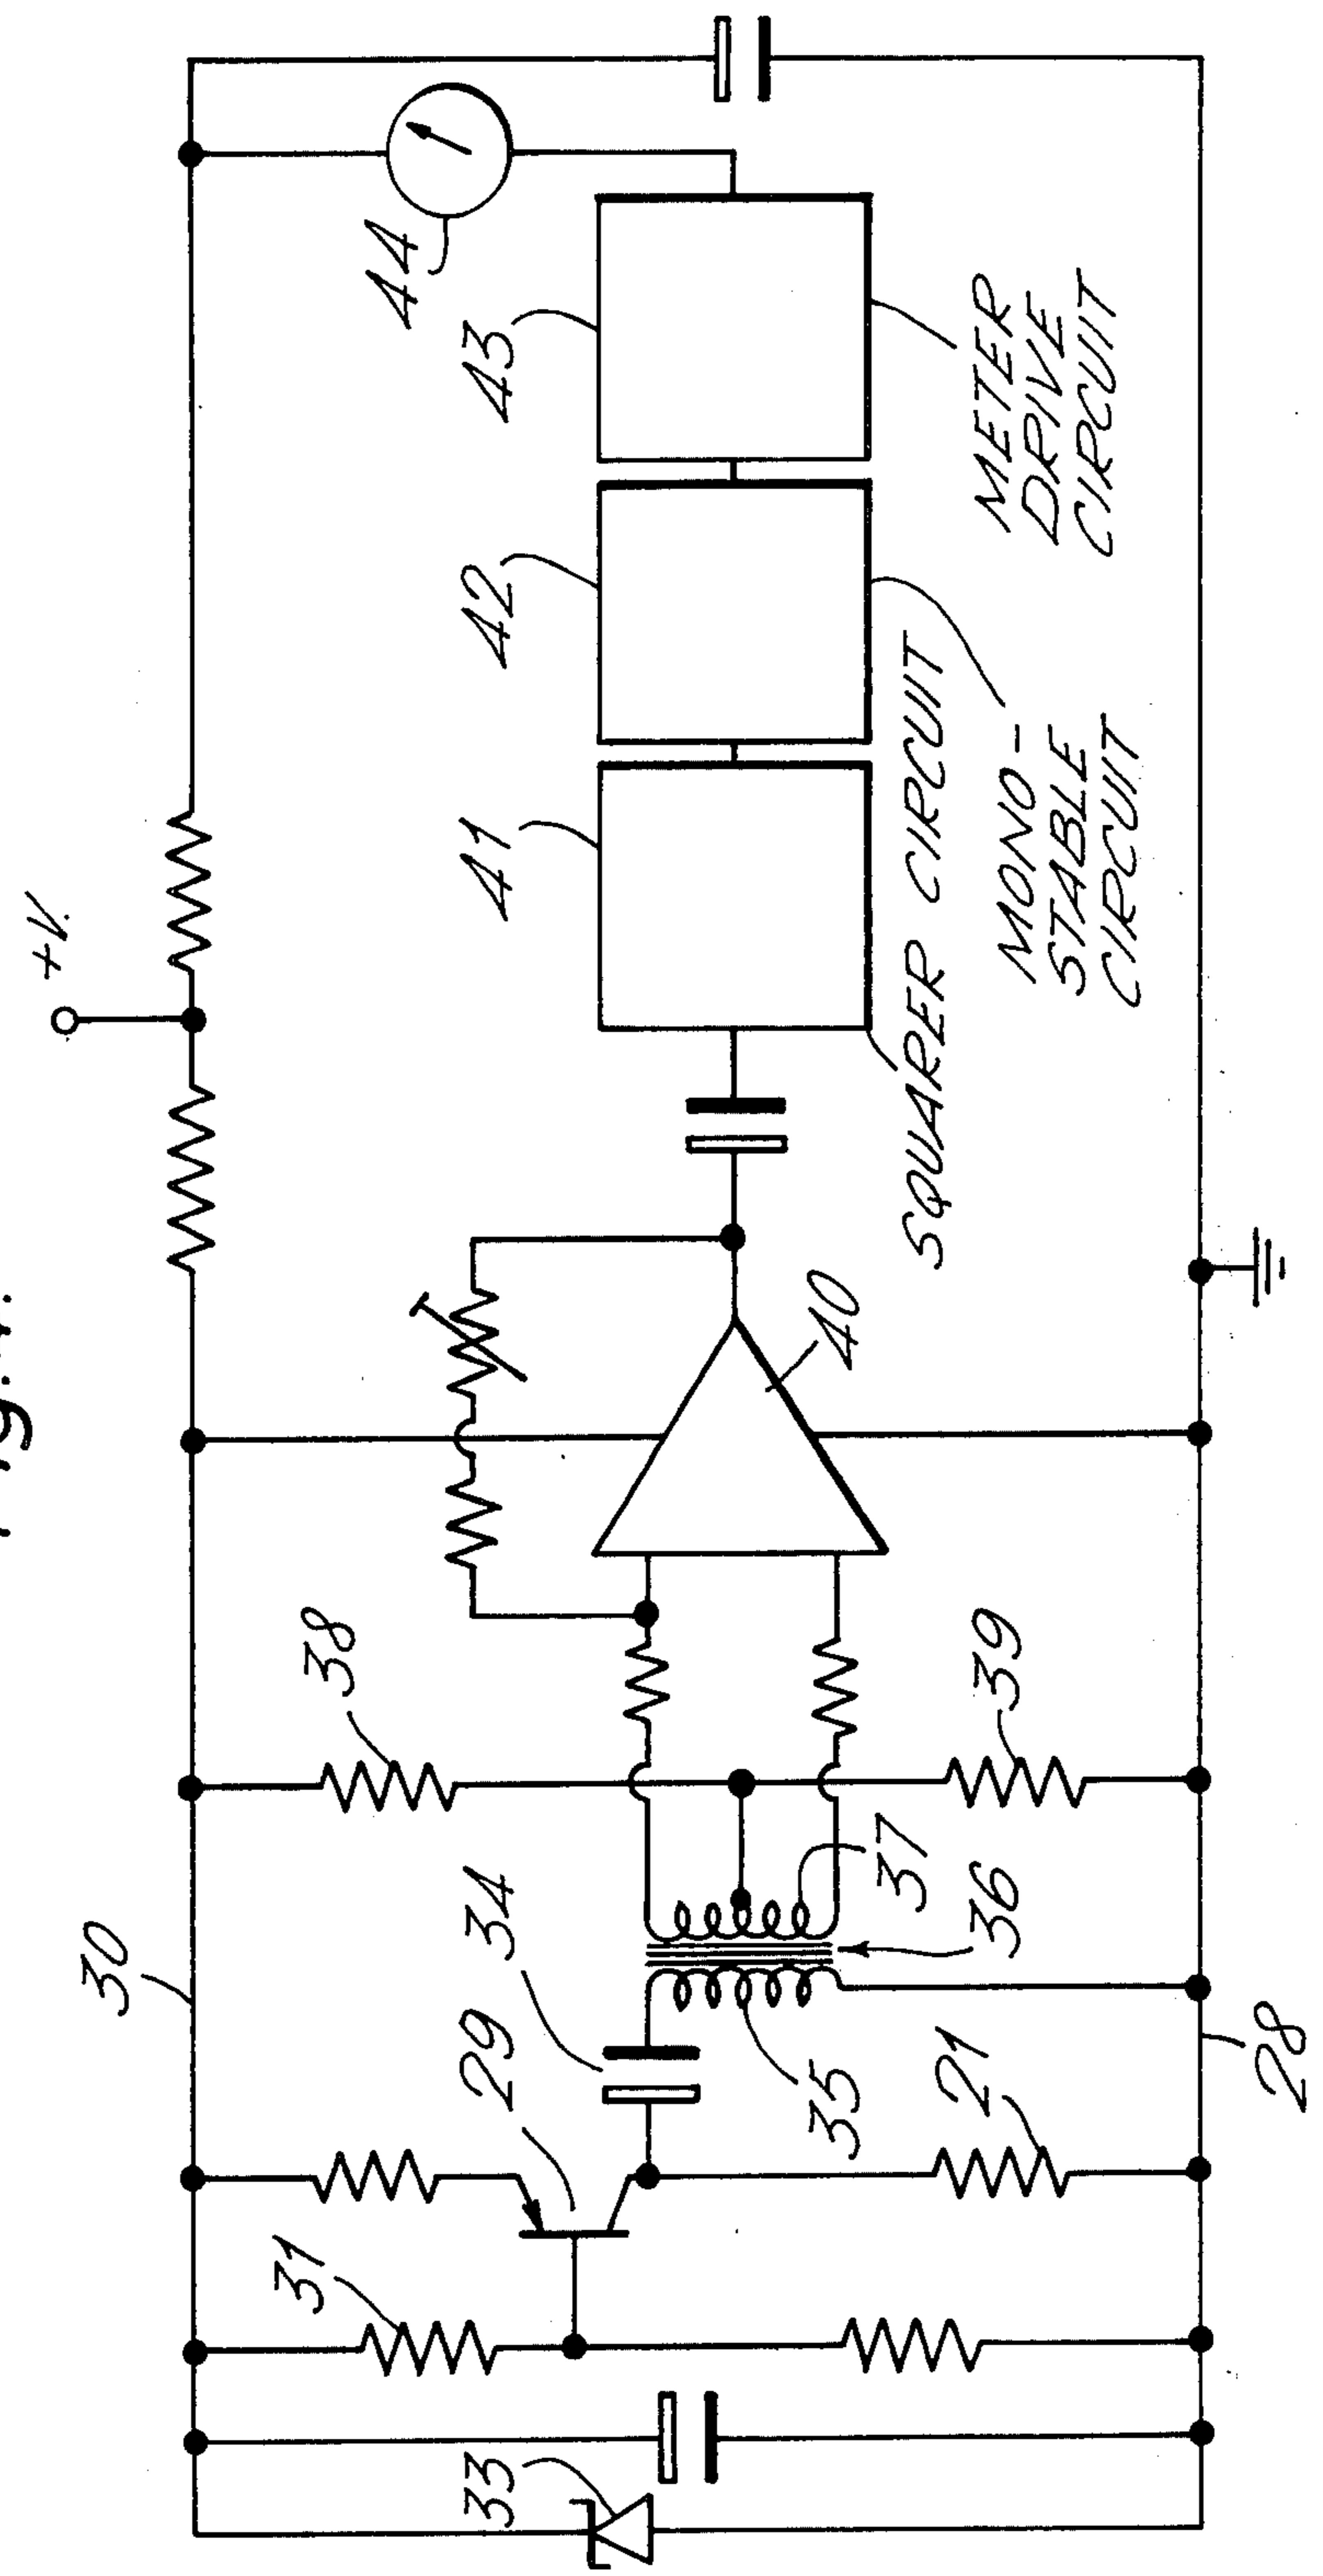 +V.
30
38
44
43
42
41
31
29
34
40
33
35
37
36
39
21
28
SQUARER CIRCUIT
MONO-
STABLE
CIRCUIT
METER
DRIVE
CIRCUIT